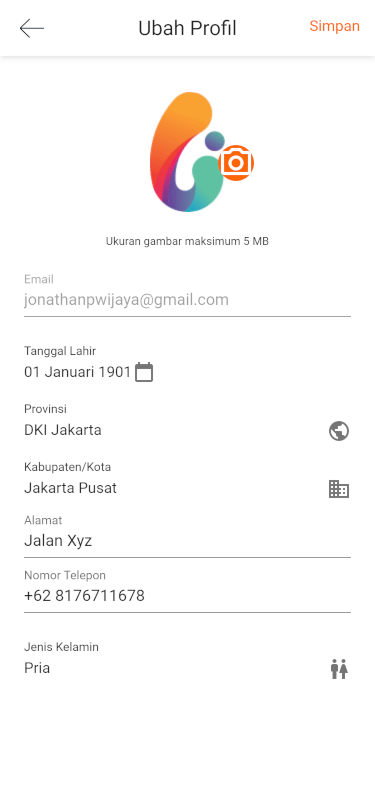 Ubah Profil
Simpan
Ukuran gambar maksimum 5 MB
Email
jonathanpwijaya@gmail.com
Tanggal Lahir
01 Januari 1901
Provinsi
DKI Jakarta
Kabupaten/Kota
Jakarta Pusat
Alamat
Jalan Xyz
Nomor Telepon
+62 8176711678
Jenis Kelamin
Pria